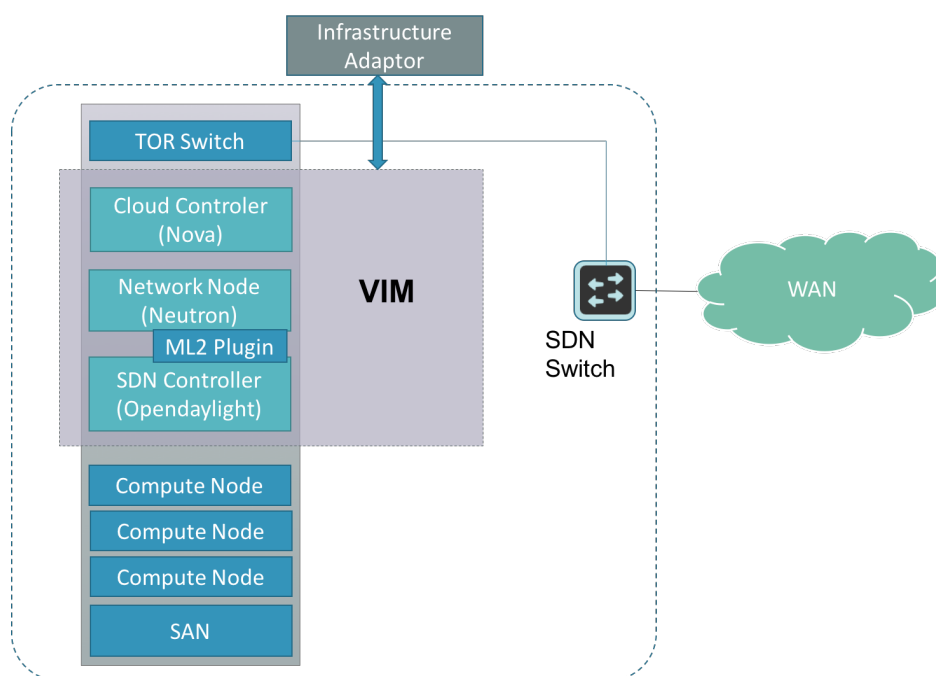 Infrastructure
Adaptor
TOR Switch
Cloud Controler
(Nova)
Network Node
(Neutron)
VIM
ML2 Plugin
SDN Controller
(Opendaylight)
SDN
Switch
WAN
Compute Node
Compute Node
Compute Node
SAN